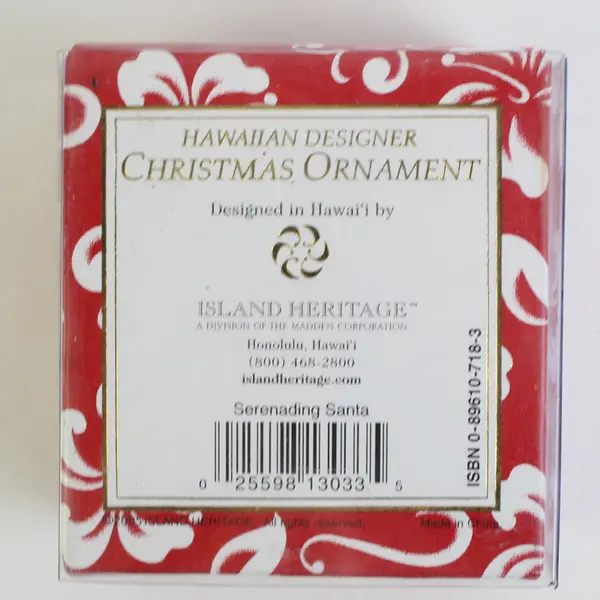 HAWAIIAN DESIGNER
CHRISTMAS ORNAMENT
Designed in Hawai'i by
ISLAND HERITAGE™
A DIVISION OF THE MADDEN CORPORATION
Honolulu, Hawai'i
(800) 468-2800
islandheritage.com
Serenading Santa
0 25598 13033 5
ISBN 0-89610-718-3
ISLAND HERITAGE. All rights reserved. Made in China